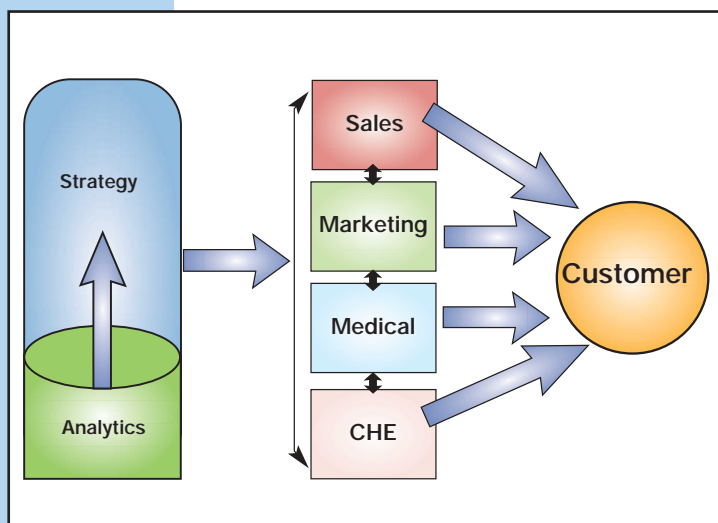 Strategy
Analytics
Sales
Marketing
Medical
CHE
Customer